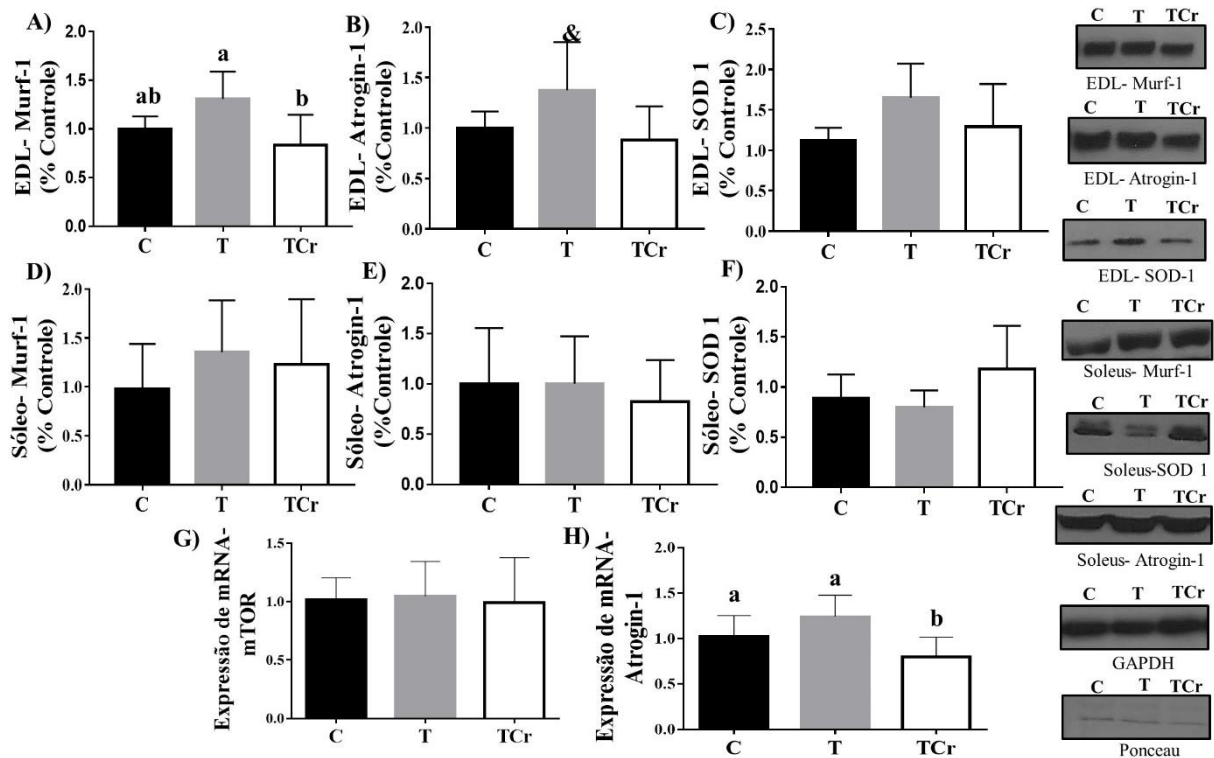 A)
EDL- Murf-1
(% Controle)
2.0
1.5
1.0
0.5
0.0
ab
a
b
C
T
TCr
B)
EDL- Atrogin-1
(%Controle)
2.0
1.5
1.0
0.5
0.0
&
C
T
TCr
C)
EDL- SOD 1
(% Controle)
2.5
2.0
1.5
1.0
0.5
0.0
C
T
TCr
D)
Sóleo- Murf-1
(% Controle)
2.0
1.5
1.0
0.5
0.0
C
T
TCr
E)
Sóleo- Atrogin-1
(%Controle)
2.0
1.5
1.0
0.5
0.0
C
T
TCr
F)
Sóleo- SOD 1
(% Controle)
2.0
1.5
1.0
0.5
0.0
C
T
TCr
G)
Expressão de mRNA-
mTOR
1.5
1.0
0.5
0.0
C
T
TCr
H)
Expressão de mRNA-
Atrogin-1
2.0
1.5
1.0
0.5
0.0
a
a
b
C
T
TCr
C T TCr
EDL- Murf-1
C T TCr
EDL- Atrogin-1
C T TCr
EDL- SOD-1
C T TCr
Soleus- Murf-1
C T TCr
Soleus-SOD 1
C T TCr
Soleus- Atrogin-1
C T TCr
GAPDH
C T TCr
Ponceau